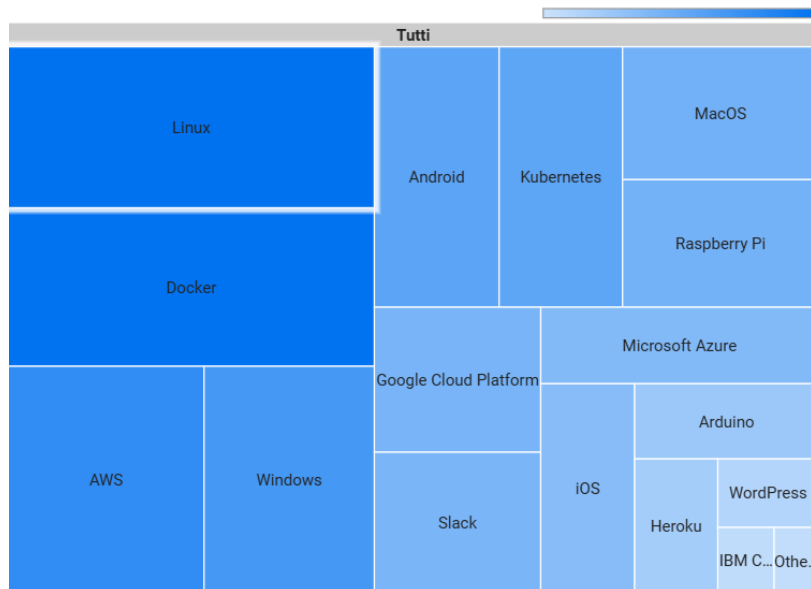 Tutti
Linux
Docker
AWS
Windows
Android
Kubernetes
MacOS
Raspberry Pi
Google Cloud Platform
Slack
Microsoft Azure
iOS
Arduino
Heroku
WordPress
IBM C...
Othe...